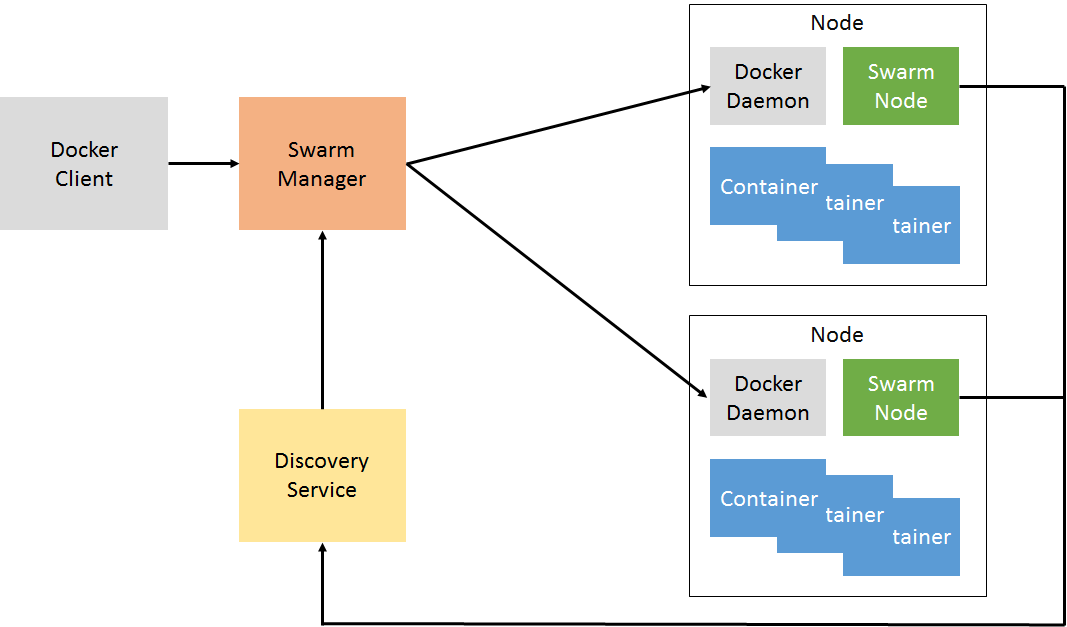 Docker
Client
Swarm
Manager
Discovery
Service
Node
Docker
Daemon
Swarm
Node
Container
tainer
tainer
Node
Docker
Daemon
Swarm
Node
Container
tainer
tainer